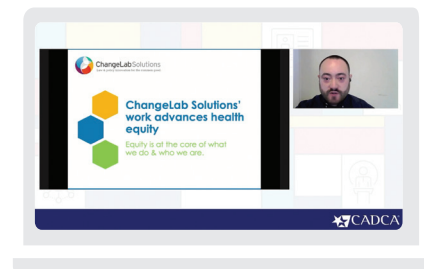 ChangeLabSolutions
ChangeLab Solutions'
work advances health
equity
Equity is at the core of what
we do & who we are.
CADCA